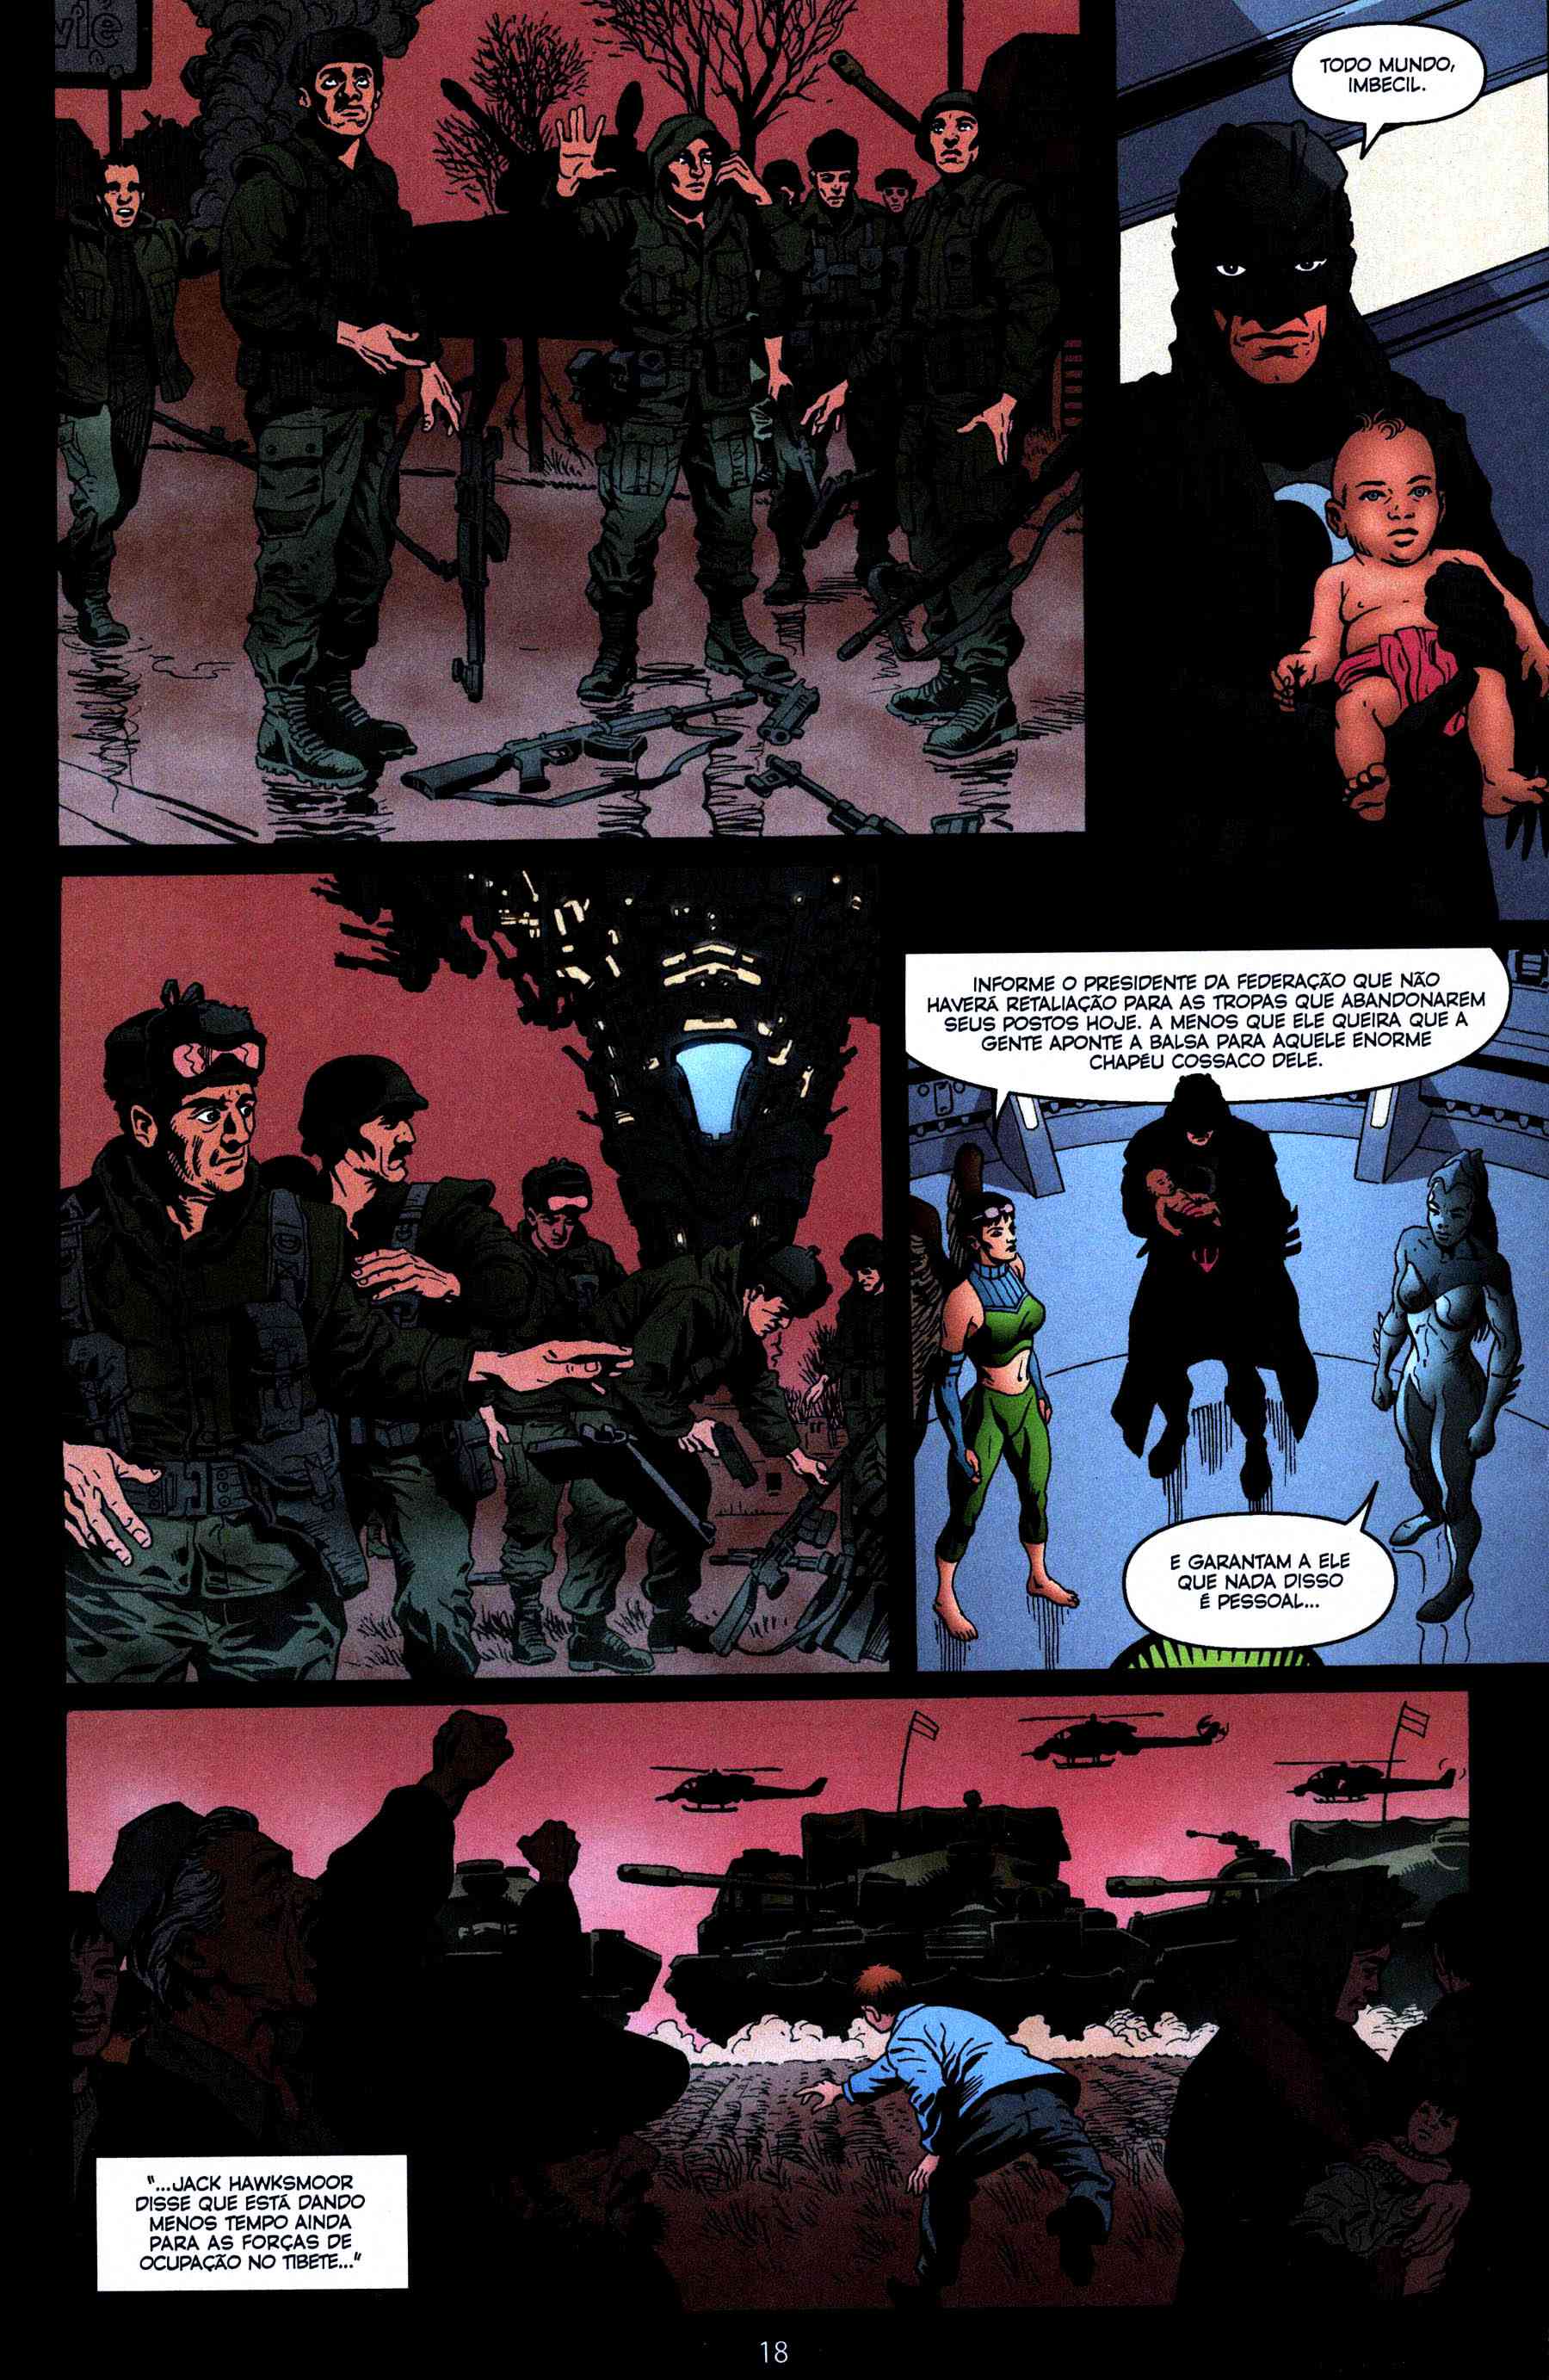 TODO MUNDO,
IMBECIL.
INFORME O PRESIDENTE DA FEDERAÇÃO QUE NÃO
HAVERÁ RETALIAÇÃO PARA AS TROPAS QUE ABANDONAREM
SEUS POSTOS HOJE. A MENOS QUE ELE QUEIRA QUE A
GENTE APONTE A BALSA PARA AQUELE ENORME
CHAPÉU COSSACO DELE.
E GARANTAM A ELE
QUE NADA DISSO
É PESSOAL...
"...JACK HAWKSMOOR
DISSE QUE ESTÁ DANDO
MENOS TEMPO AINDA
PARA AS FORÇAS DE
OCUPAÇÃO NO TIBETE..."
18